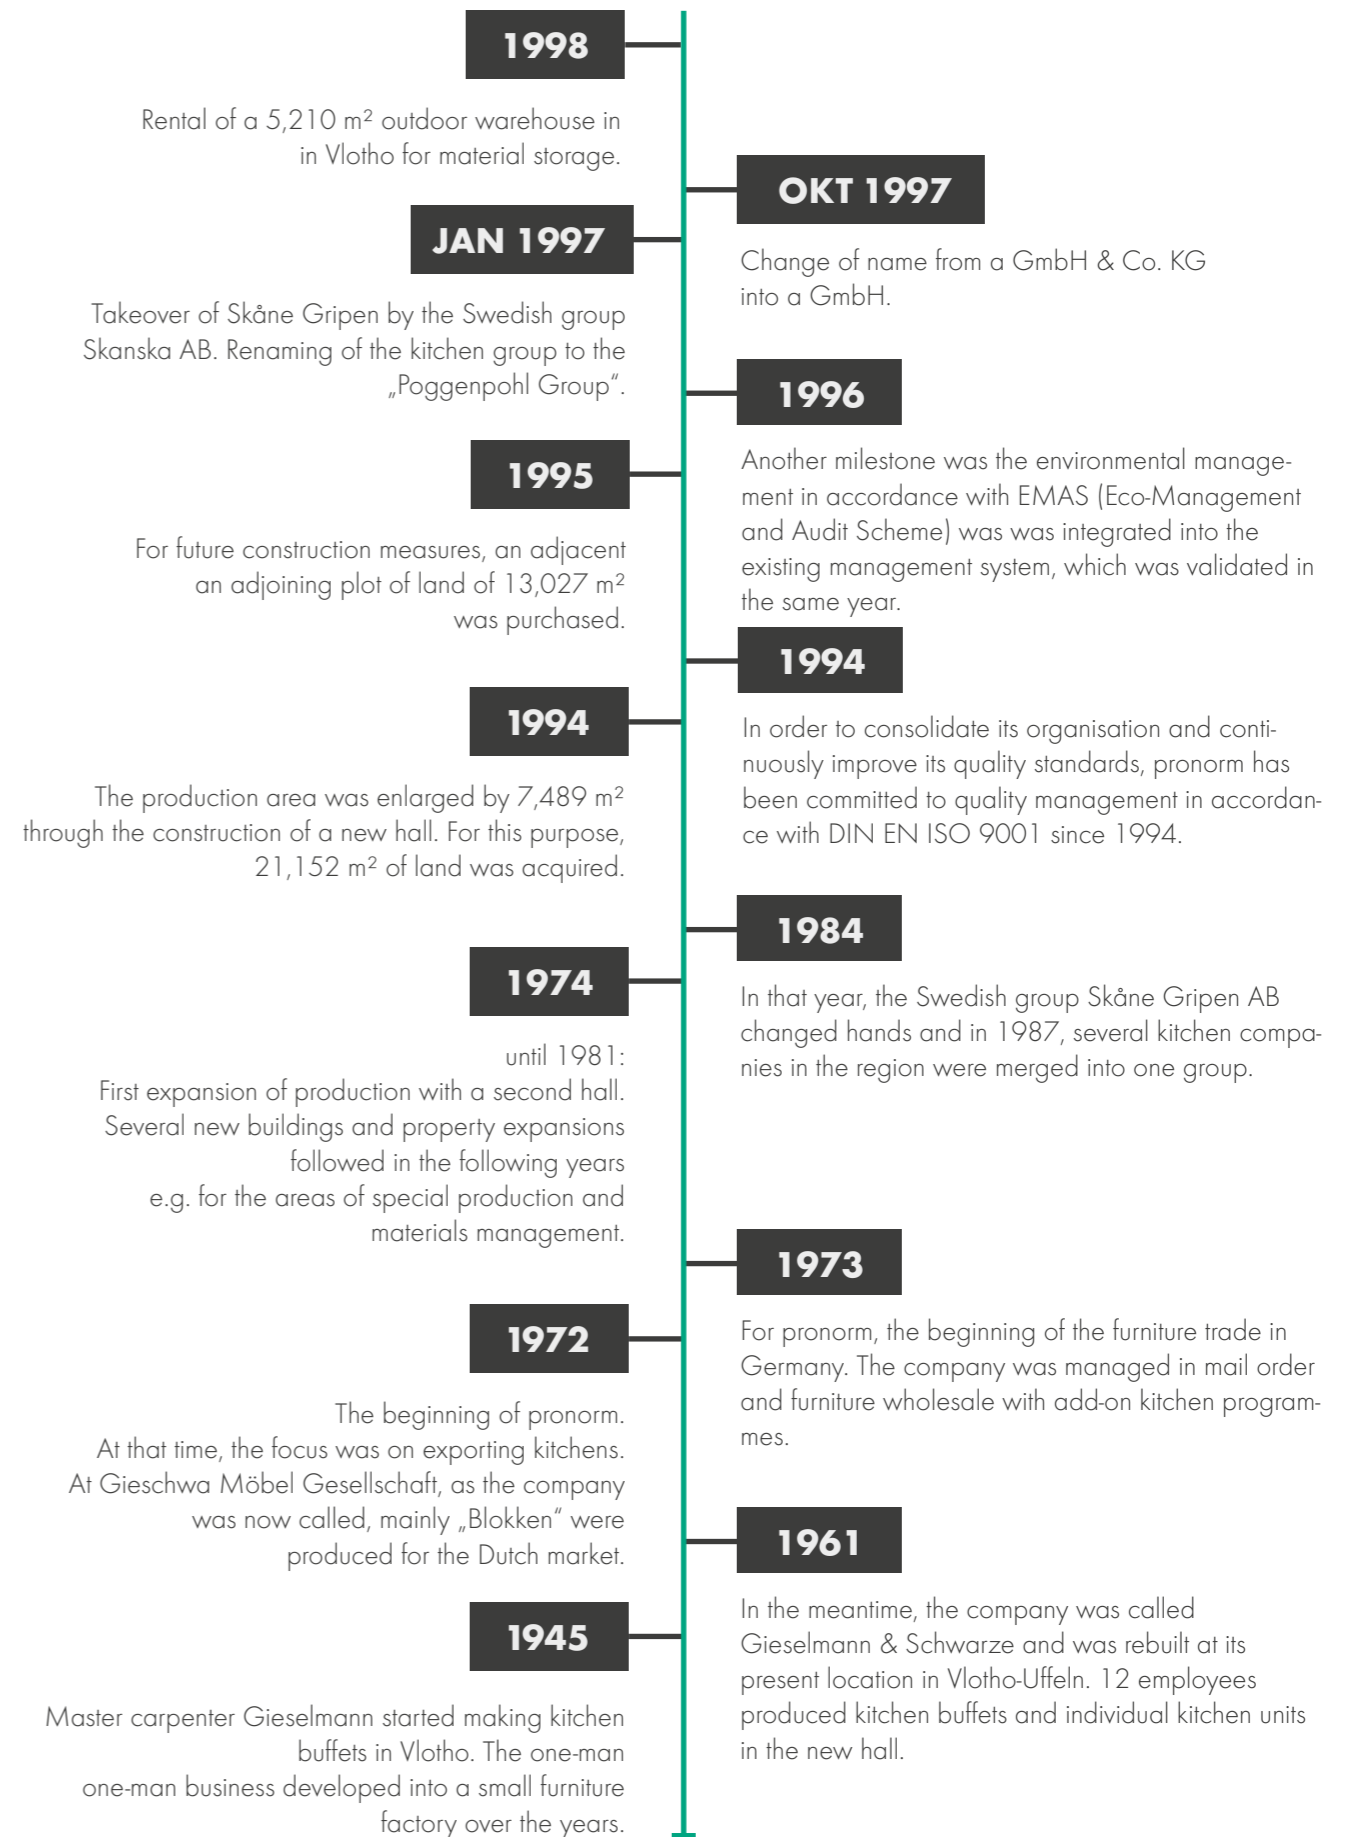 1998
Rental of a 5,210 m² outdoor warehouse in
in Vlotho for material storage.
OKT 1997
Change of name from a GmbH & Co. KG
into a GmbH.
JAN 1997
Takeover of Skåne Gripen by the Swedish group
Skanska AB. Renaming of the kitchen group to the
„Poggenpohl Group“.
1996
Another milestone was the environmental manage-
ment in accordance with EMAS (Eco-Management
and Audit Scheme) was was integrated into the
existing management system, which was validated in
the same year.
1995
For future construction measures, an adjacent
an adjoining plot of land of 13,027 m²
was purchased.
1994
In order to consolidate its organisation and conti-
nuously improve its quality standards, pronorm has
been committed to quality management in accordan-
ce with DIN EN ISO 9001 since 1994.
1994
The production area was enlarged by 7,489 m²
through the construction of a new hall. For this purpose,
21,152 m² of land was acquired.
1984
In that year, the Swedish group Skåne Gripen AB
changed hands and in 1987, several kitchen compa-
nies in the region were merged into one group.
1974
until 1981:
First expansion of production with a second hall.
Several new buildings and property expansions
followed in the following years
e.g. for the areas of special production and
materials management.
1973
For pronorm, the beginning of the furniture trade in
Germany. The company was managed in mail order
and furniture wholesale with add-on kitchen program-
mes.
1972
The beginning of pronorm.
At that time, the focus was on exporting kitchens.
At Gieschwa Möbel Gesellschaft, as the company
was now called, mainly „Blokken“ were
produced for the Dutch market.
1961
In the meantime, the company was called
Gieselmann & Schwarze and was rebuilt at its
present location in Vlotho-Uffeln. 12 employees
produced kitchen buffets and individual kitchen units
in the new hall.
1945
Master carpenter Gieselmann started making kitchen
buffets in Vlotho. The one-man
one-man business developed into a small furniture
factory over the years.